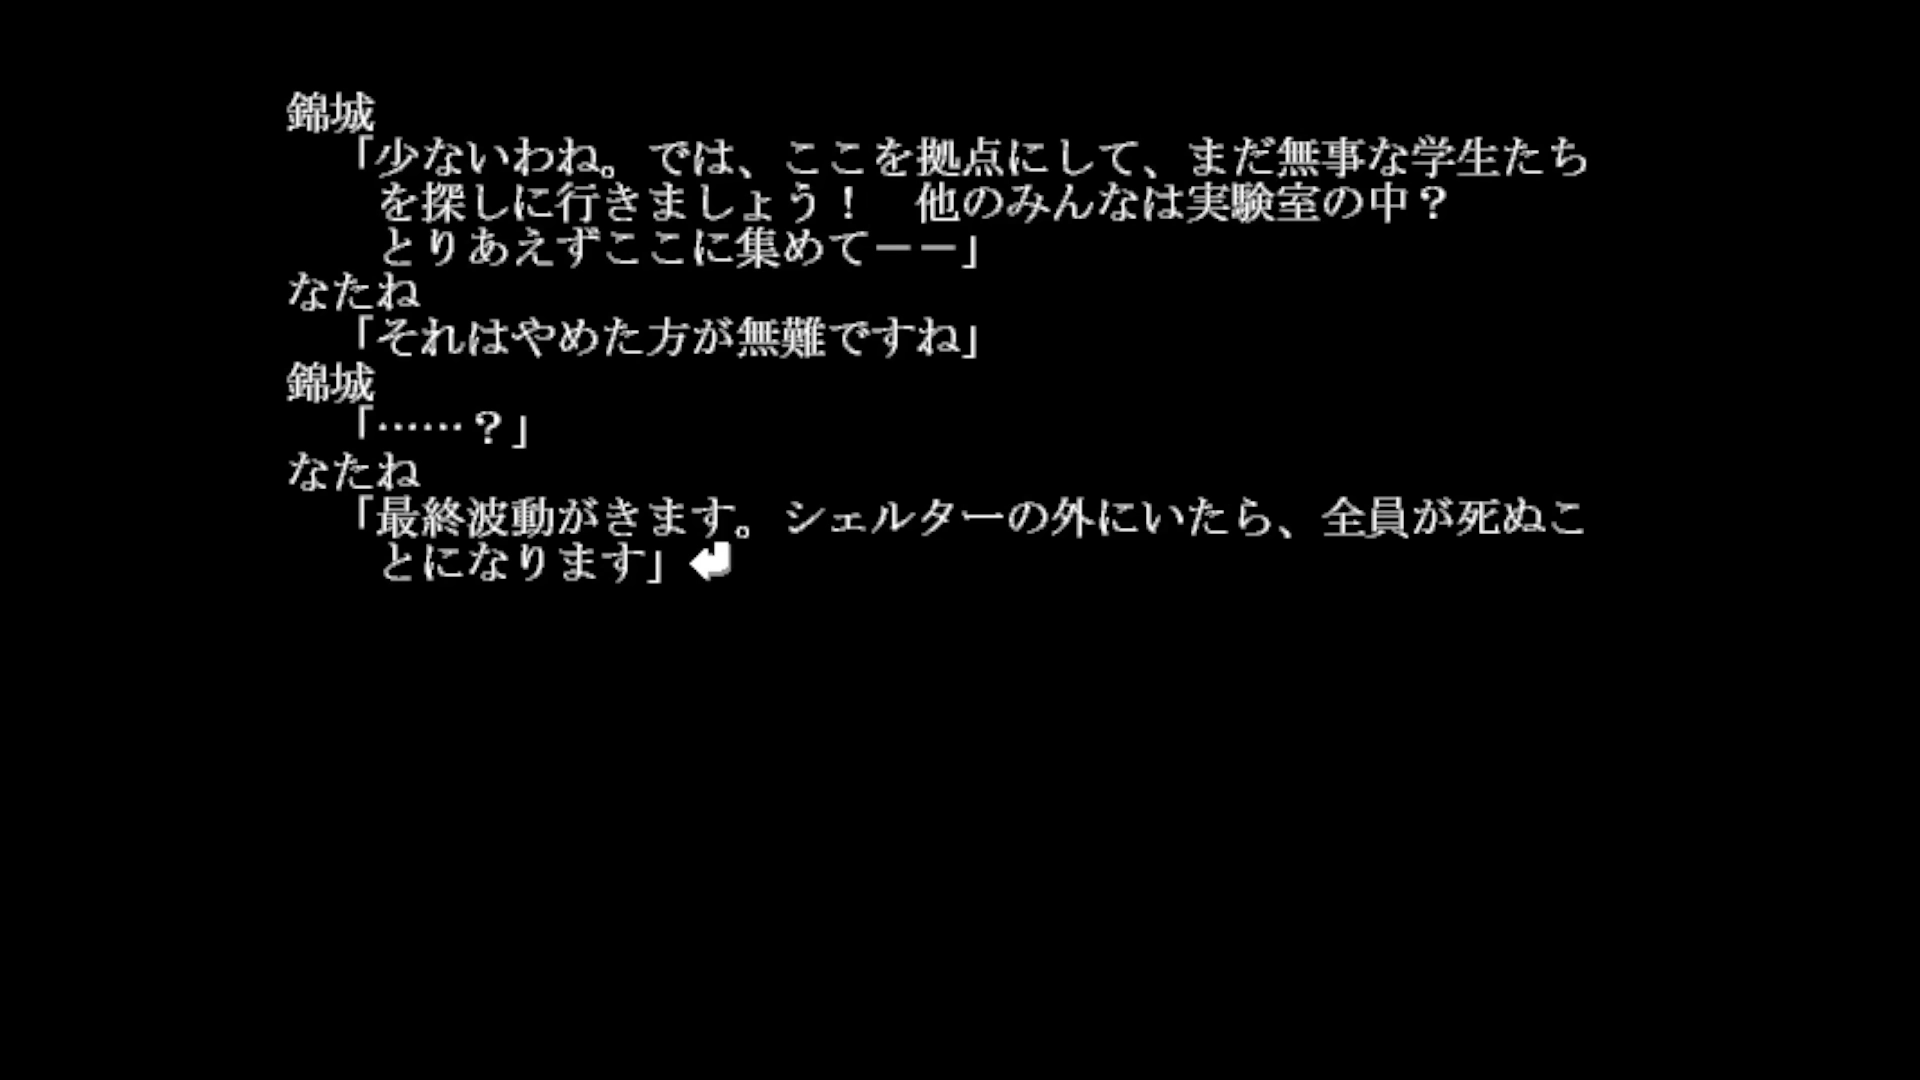 錦城
「少ないわね。では、ここを拠点にして、まだ無事な学生たち
を探しに行きましょう！　他のみんなは実験室の中？
とりあえずここに集めて――」
なたね
「それはやめた方が無難ですね」
錦城
「……？」
なたね
「最終波動がきます。シェルターの外にいたら、全員が死ぬこ
とになります」